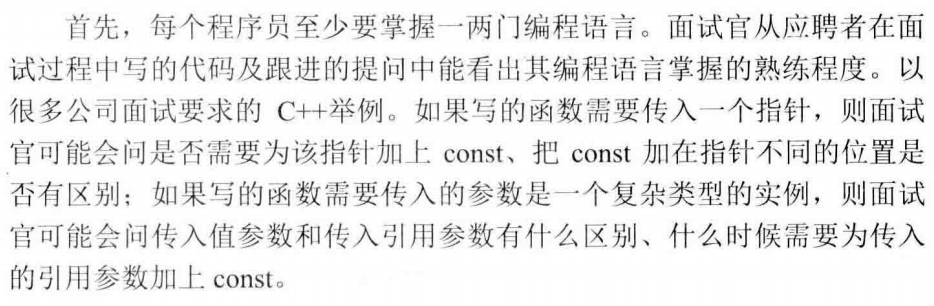 首先，每个程序员至少要掌握一两门编程语言。面试官从应聘者在面
试过程中写的代码及跟进的提问中能看出其编程语言掌握的熟练程度。以
很多公司面试要求的 C++举例。如果写的函数需要传入一个指针，则面试
官可能会问是否需要为该指针加上 const、把 const 加在指针不同的位置是
否有区别；如果写的函数需要传入的参数是一个复杂类型的实例，则面试
官可能会问传入值参数和传入引用参数有什么区别、什么时候需要为传入
的引用参数加上 const。